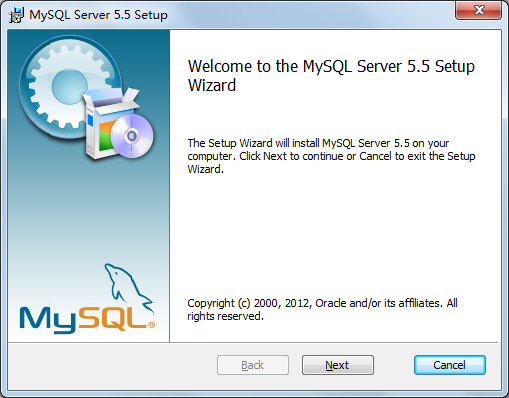 MySQL Server 5.5 Setup
Welcome to the MySQL Server 5.5 Setup
Wizard
The Setup Wizard will install MySQL Server 5.5 on your
computer. Click Next to continue or Cancel to exit the Setup
Wizard.
MySQL®
Copyright (c) 2000, 2012, Oracle and/or its affiliates. All
rights reserved.
Back
Next
Cancel